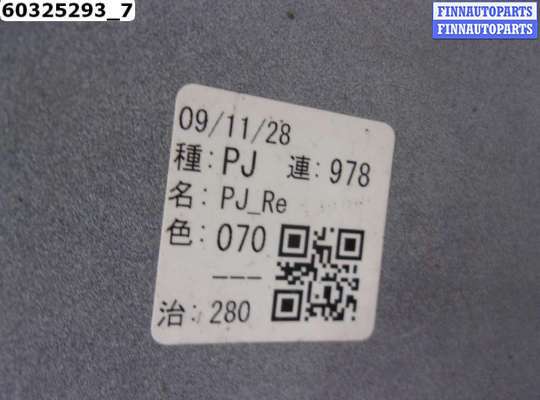 60325293_7
FINNAUTOPARTS
FINNAUTOPARTS
09/11/28
種: PJ 連: 978
名: PJ_Re
色: 070
---
治: 280